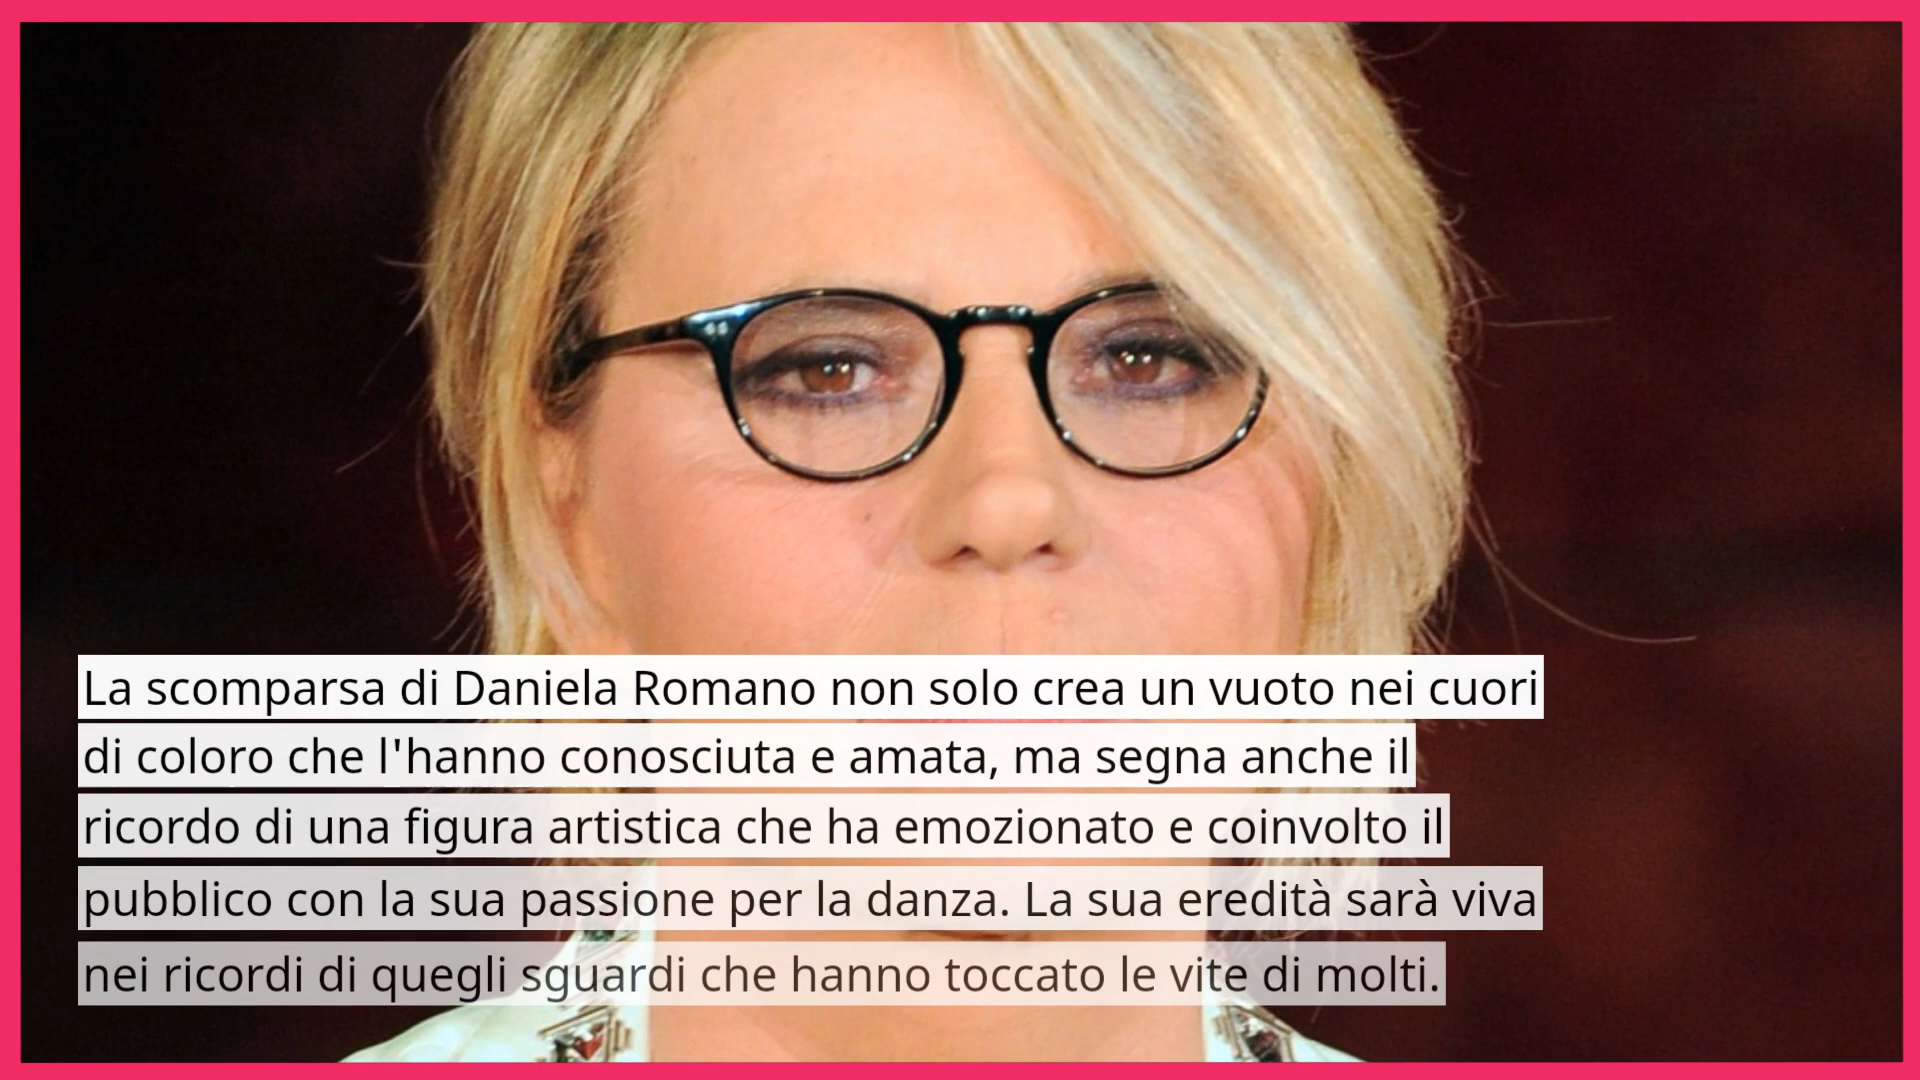 La scomparsa di Daniela Romano non solo crea un vuoto nei cuori
di coloro che l'hanno conosciuta e amata, ma segna anche il
ricordo di una figura artistica che ha emozionato e coinvolto il
pubblico con la sua passione per la danza. La sua eredità sarà viva
nei ricordi di quegli sguardi che hanno toccato le vite di molti.